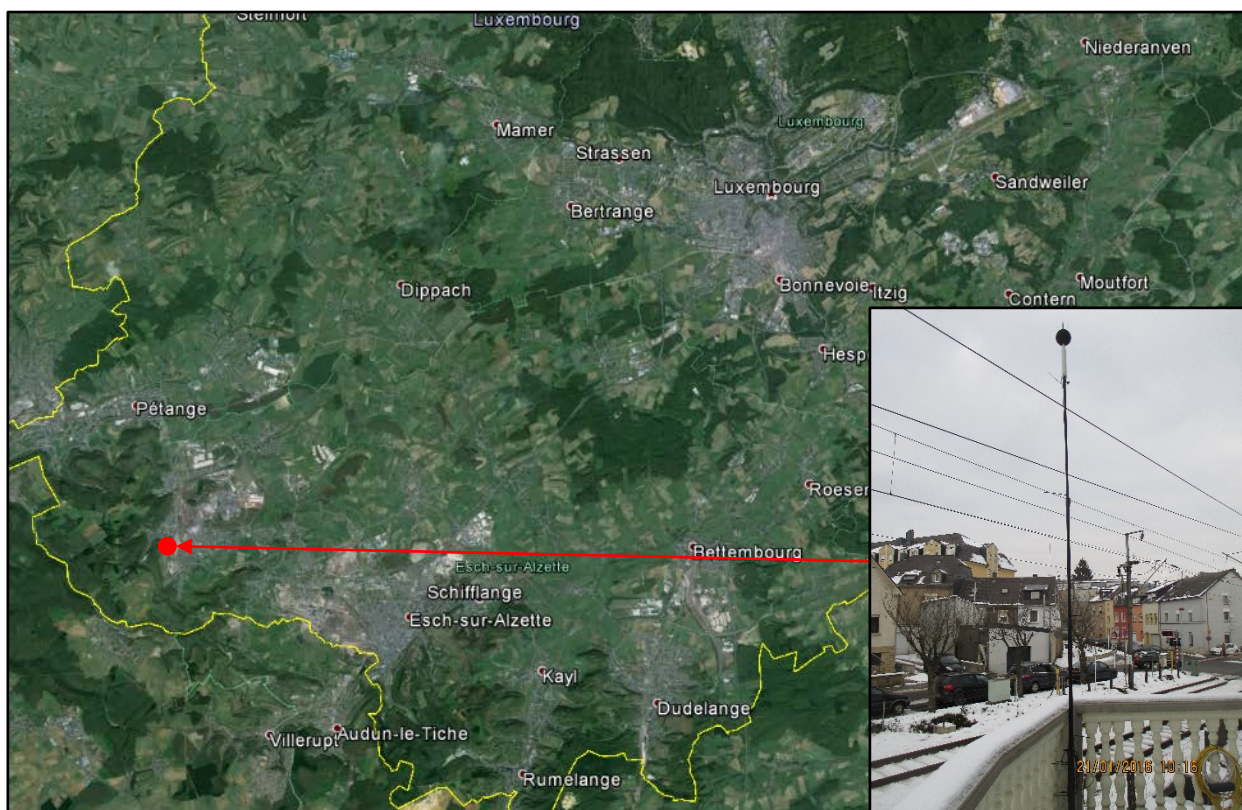 Steinfort
Luxembourg
Niederanven
Mamer
Luxembourg
Strassen
Luxembourg
Sandweiler
Bertrange
Dippach
Bonnevoie
Itzig
Contern
Moutfort
Hespe
Pétange
Roeser
Bettembourg
Esch-sur-Alzette
Schifflange
Esch-sur-Alzette
Kayl
Dudelange
Villerupt
Audun-le-Tiche
Rumelange
21/01/2016 10:16